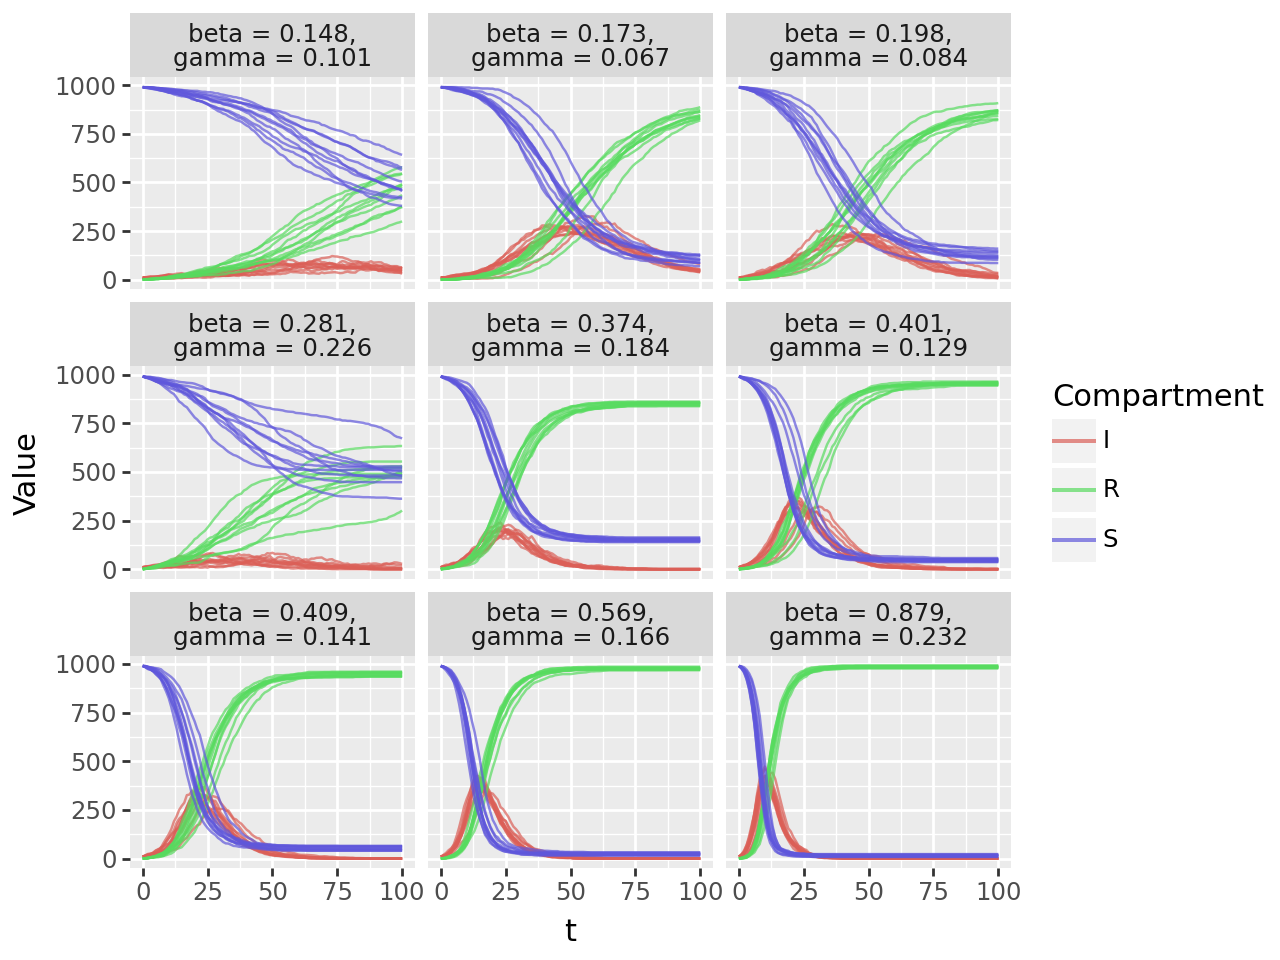 beta = 0.148,
gamma = 0.101
beta = 0.173,
gamma = 0.067
beta = 0.198,
gamma = 0.084
1000
750
500
250
0
beta = 0.281,
gamma = 0.226
beta = 0.374,
gamma = 0.184
beta = 0.401,
gamma = 0.129
1000
750
500
250
0
Value
Compartment
I
R
S
beta = 0.409,
gamma = 0.141
beta = 0.569,
gamma = 0.166
beta = 0.879,
gamma = 0.232
1000
750
500
250
0
0 25 50 75 100 0 25 50 75 100 0 25 50 75 100
t